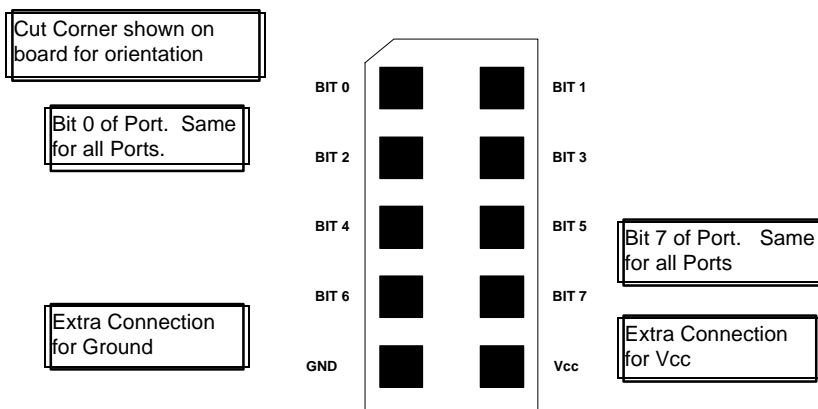 Cut Corner shown on
board for orientation
BIT 0
BIT 1
Bit 0 of Port. Same
for all Ports.
BIT 2
BIT 3
BIT 4
BIT 5
Bit 7 of Port. Same
for all Ports
BIT 6
BIT 7
Extra Connection
for Ground
Extra Connection
for Vcc
GND
Vcc